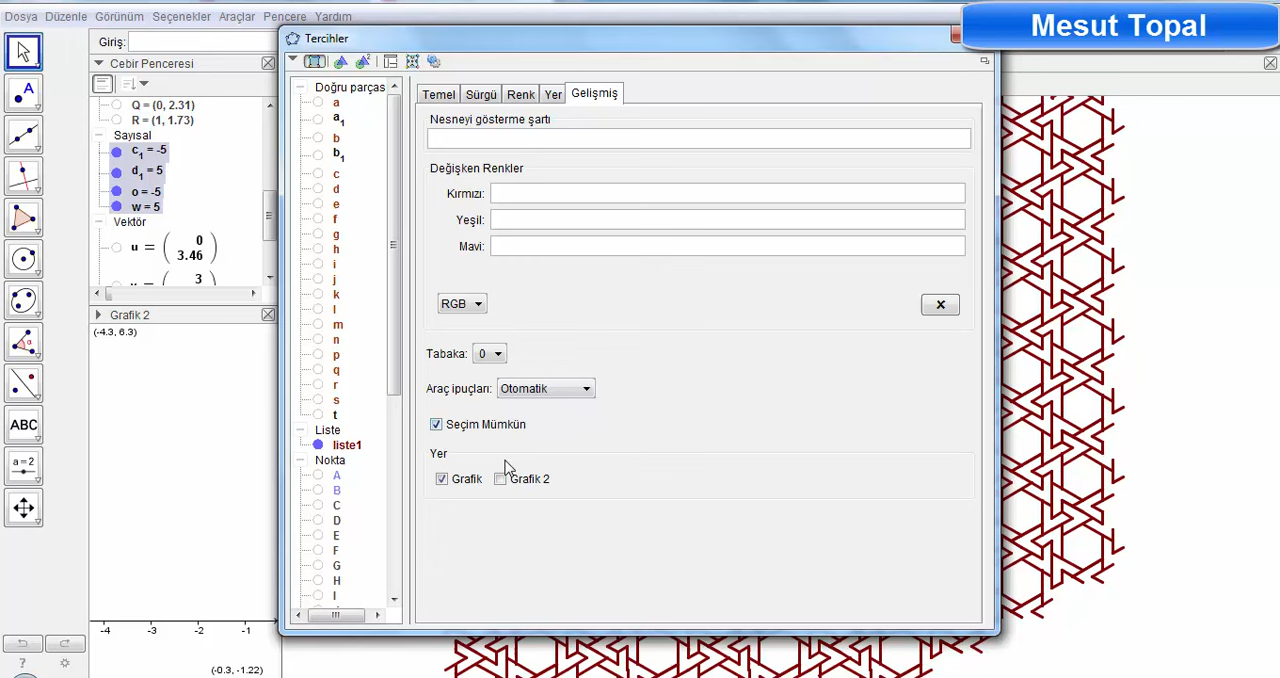 Mesut Topal
Dosya Düzenle Görünüm Seçenekler Araçlar Pencere Yardım
Giriş:
Cebir Penceresi
Q = (0, 2.31)
R = (1, 1.73)
Sayısal
c1 = -5
d1 = 5
o = -5
w = 5
Vektör
u = ( 0 3.46 )
3
Grafik 2
(-4.3, 6.3)
-4 -3 -2 -1
(-0.3, -1.22)
ABC
a = 2
Tercihler
Doğru parças
a
a1
b
b1
c
d
e
f
g
h
i
j
k
l
m
n
p
q
r
s
t
Liste
liste1
Nokta
A
B
C
D
E
F
G
H
I
Temel Sürgü Renk Yer Gelişmiş
Nesneyi gösterme şartı
Değişken Renkler
Kırmızı:
Yeşil:
Mavi:
RGB
Tabaka: 0
Araç ipuçları: Otomatik
Seçim Mümkün
Yer
Grafik Grafik 2